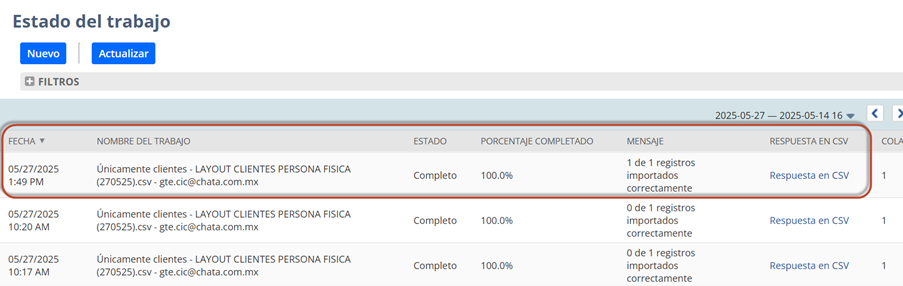 Estado del trabajo
Nuevo Actualizar
FILTROS
2025-05-27 — 2025-05-14 16
FECHA NOMBRE DEL TRABAJO ESTADO PORCENTAJE COMPLETADO MENSAJE RESPUESTA EN CSV COLA
05/27/2025 Únicamente clientes - LAYOUT CLIENTES PERSONA FISICA 1 de 1 registros
1:49 PM (270525).csv - gte.cic@chata.com.mx Completo 100.0% importados Respuesta en CSV 1
correctamente
05/27/2025 Únicamente clientes - LAYOUT CLIENTES PERSONA FISICA 0 de 1 registros
10:20 AM (270525).csv - gte.cic@chata.com.mx Completo 100.0% importados Respuesta en CSV 1
correctamente
05/27/2025 Únicamente clientes - LAYOUT CLIENTES PERSONA FISICA 0 de 1 registros
10:17 AM (270525).csv - gte.cic@chata.com.mx Completo 100.0% importados Respuesta en CSV 1
correctamente